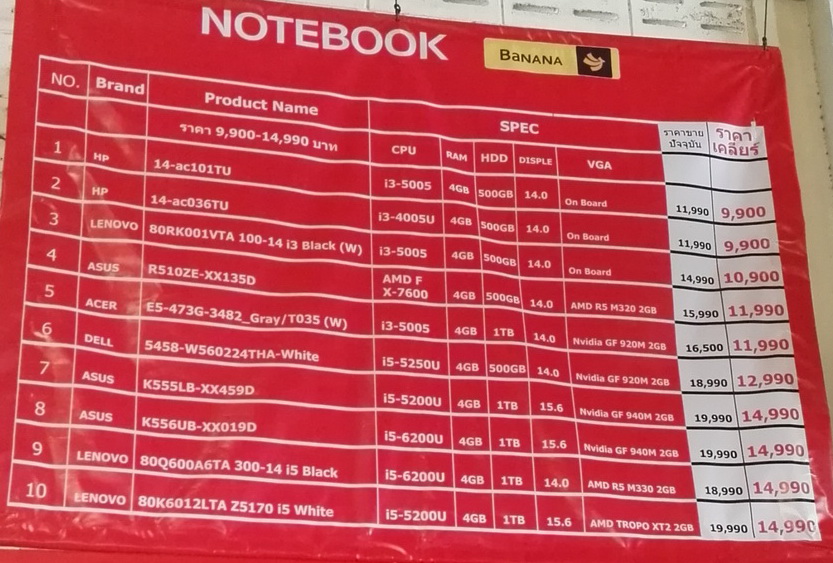 NOTEBOOK BaNANA
NO. Brand Product Name SPEC ราคาขายปัจจุบัน ราคาเคลียร์
ราคา 9,900-14,990 บาท CPU RAM HDD DISPLE VGA
1 HP 14-ac101TU i3-5005 4GB 500GB 14.0 On Board 11,990 9,900
2 HP 14-ac036TU i3-4005U 4GB 500GB 14.0 On Board 11,990 9,900
3 LENOVO 80RK001VTA 100-14 i3 Black (W) i3-5005 4GB 500GB 14.0 On Board 14,990 10,900
4 ASUS R510ZE-XX135D AMD F X-7600 4GB 500GB 14.0 AMD R5 M320 2GB 15,990 11,990
5 ACER E5-473G-3482_Gray/T035 (W) i3-5005 4GB 1TB 14.0 Nvidia GF 920M 2GB 16,500 11,990
6 DELL 5458-W560224THA-White i5-5250U 4GB 500GB 14.0 Nvidia GF 920M 2GB 18,990 12,990
7 ASUS K555LB-XX459D i5-5200U 4GB 1TB 15.6 Nvidia GF 940M 2GB 19,990 14,990
8 ASUS K556UB-XX019D i5-6200U 4GB 1TB 15.6 Nvidia GF 940M 2GB 19,990 14,990
9 LENOVO 80Q600A6TA 300-14 i5 Black i5-6200U 4GB 1TB 14.0 AMD R5 M330 2GB 18,990 14,990
10 LENOVO 80K6012LTA Z5170 i5 White i5-5200U 4GB 1TB 15.6 AMD TROPO XT2 2GB 19,990 14,990